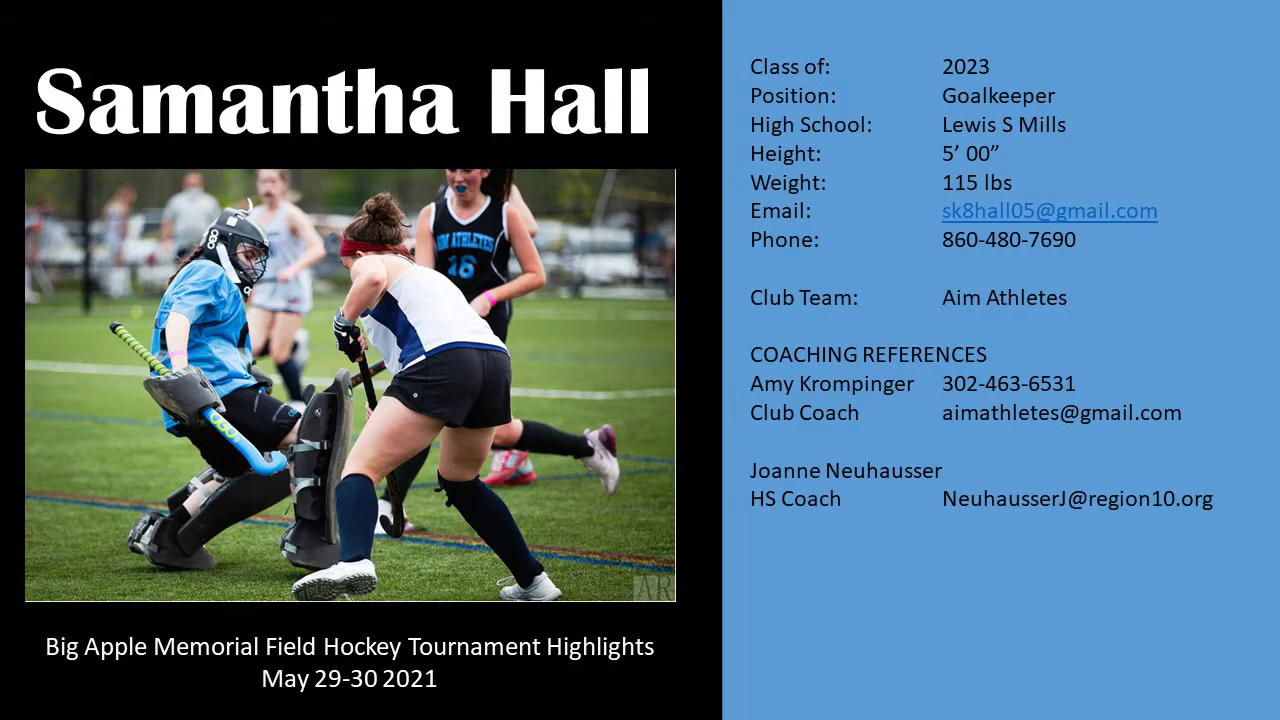 Samantha Hall
AIM ATHLETES
16
OBO
OBO
AR
Big Apple Memorial Field Hockey Tournament Highlights
May 29-30 2021
Class of: 2023
Position: Goalkeeper
High School: Lewis S Mills
Height: 5’ 00”
Weight: 115 lbs
Email: sk8hall05@gmail.com
Phone: 860-480-7690
Club Team: Aim Athletes
COACHING REFERENCES
Amy Krompinger 302-463-6531
Club Coach aimathletes@gmail.com
Joanne Neuhausser
HS Coach NeuhausserJ@region10.org